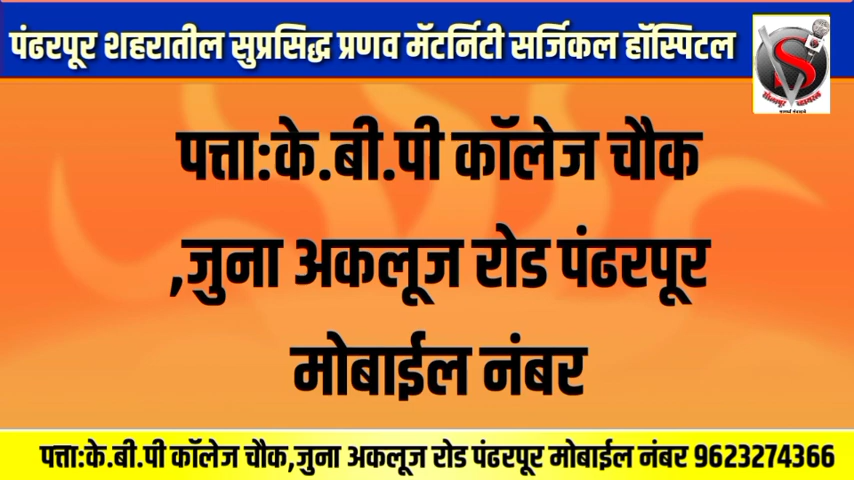 पंढरपूर शहरातील सुप्रसिद्ध प्रणव मॅटर्निटी सर्जिकल हॉस्पिटल
पत्ता:के.बी.पी कॉलेज चौक
,जुना अकलूज रोड पंढरपूर
मोबाईल नंबर
पत्ता:के.बी.पी कॉलेज चौक,जुना अकलूज रोड पंढरपूर मोबाईल नंबर 9623274366